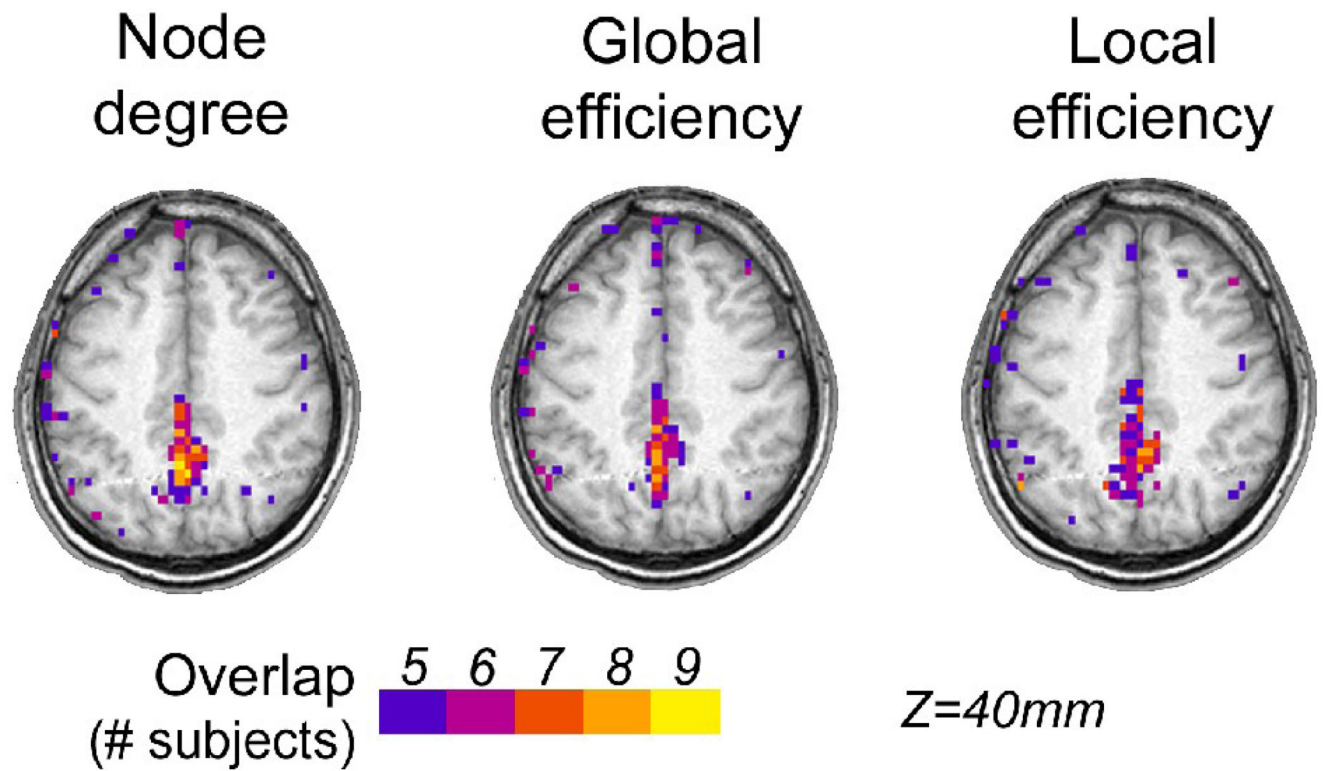 Node
degree
Global
efficiency
Local
efficiency
Overlap
(# subjects)
5 6 7 8 9
Z=40mm